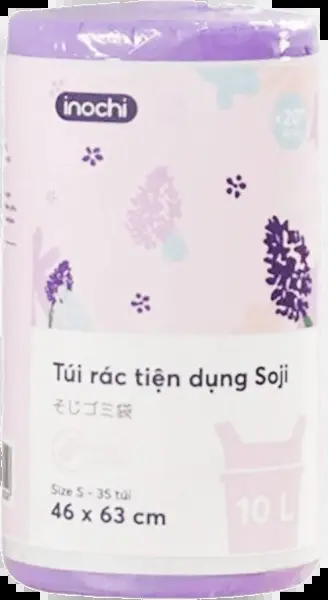 inochi
Túi rác tiện dụng Soji
そじゴミ袋
Size S - 35 túi
46 x 63 cm
10 L